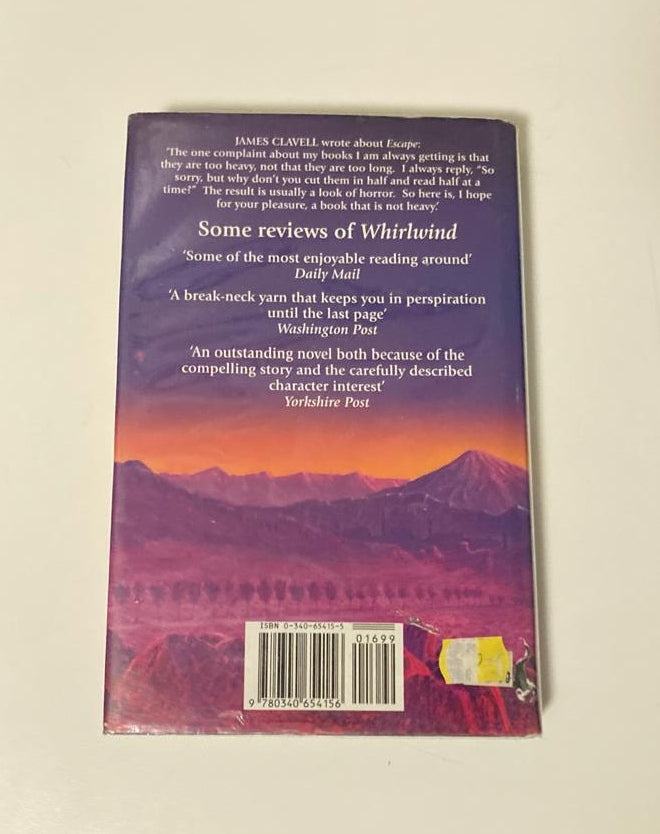 JAMES CLAVELL wrote about Escape:
'The one complaint about my books I am always getting is that
they are too heavy, not that they are too long. I always reply, "So
sorry, but why don't you cut them in half and read half at a
time?" The result is usually a look of horror. So here is, I hope
for your pleasure, a book that is not heavy.'
Some reviews of Whirlwind
'Some of the most enjoyable reading around'
Daily Mail
'A break-neck yarn that keeps you in perspiration
until the last page'
Washington Post
'An outstanding novel both because of the
compelling story and the carefully described
character interest'
Yorkshire Post
ISBN 0-340-65415-5
01699
9 780340 654156